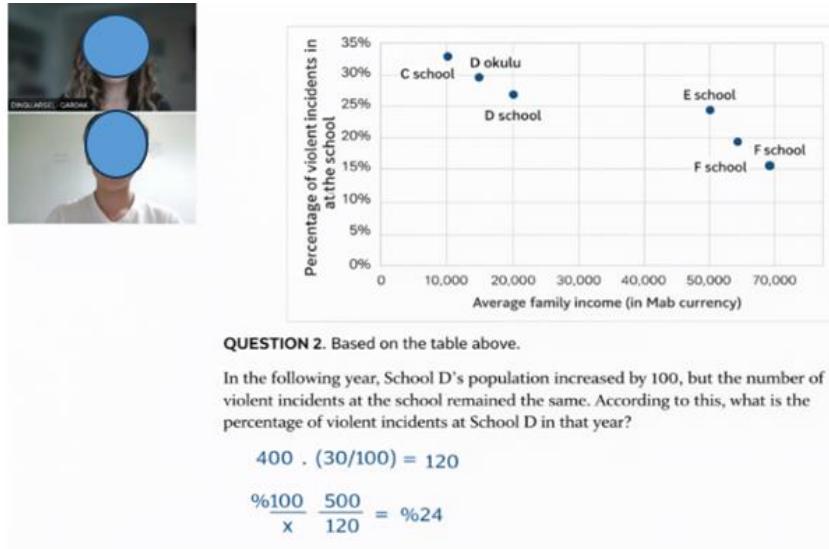 35%
30%
25%
20%
15%
10%
5%
0%
Percentage of violent incidents in
at the school
C school
D okulu
D school
E school
F school
F school
0
10,000
20,000
30,000
40,000
50,000
70,000
Average family income (in Mab currency)
QUESTION 2. Based on the table above.
In the following year, School D's population increased by 100, but the number of
violent incidents at the school remained the same. According to this, what is the
percentage of violent incidents at School D in that year?
400 . (30/100) = 120
%100 500
x 120 = %24